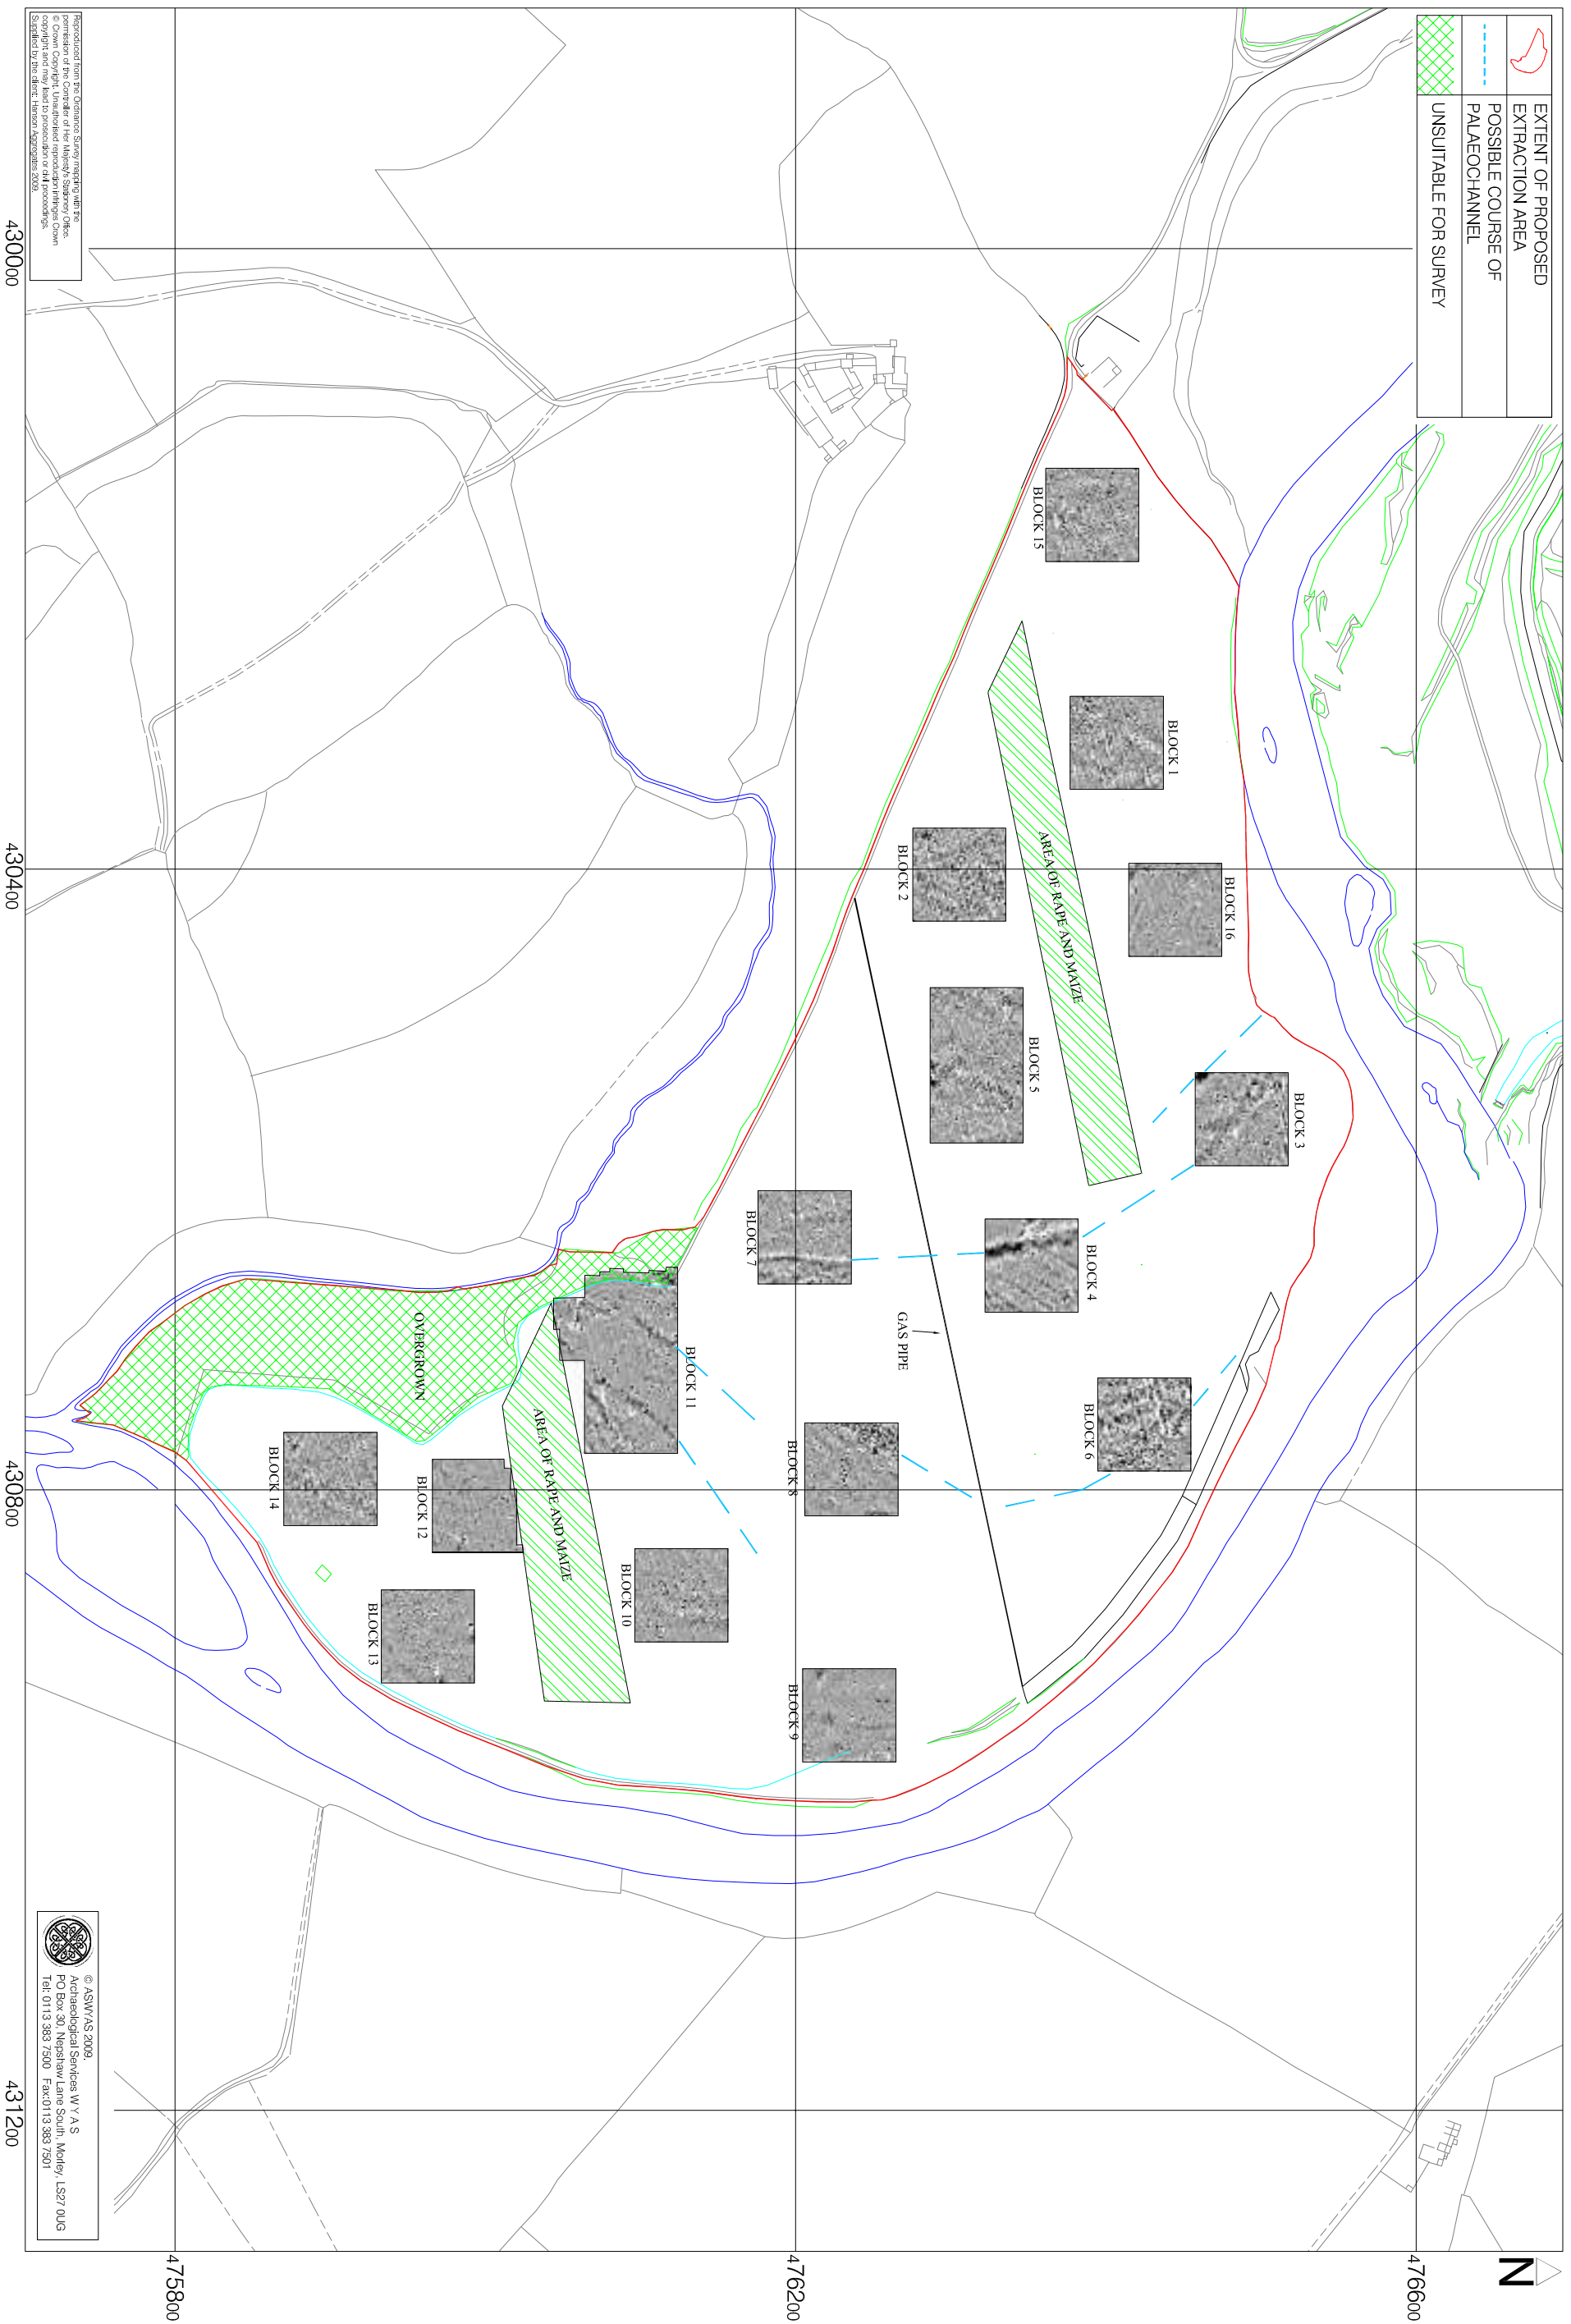 EXTENT OF PROPOSED
EXTRACTION AREA
POSSIBLE COURSE OF
PALAEOCHANNEL
UNSUITABLE FOR SURVEY
N
476600
476200
475800
BLOCK 3
BLOCK 16
BLOCK 1
BLOCK 4
BLOCK 6
AREA OF RAPE AND MAIZE
BLOCK 15
BLOCK 5
GAS PIPE
BLOCK 2
BLOCK 8
BLOCK 9
BLOCK 7
BLOCK 11
BLOCK 10
AREA OF RAPE AND MAIZE
OVERGROWN
BLOCK 12
BLOCK 13
BLOCK 14
Reproduced from the Ordnance Survey mapping with the
permission of the Controller of Her Majesty's Stationery Office.
© Crown Copyright. Unauthorised reproduction infringes Crown
copyright and may lead to prosecution or civil proceedings.
Supplied by the client: Hanson Aggregates 2009.
© ASWYAS 2009.
Archaeological Services W Y A S
PO Box 30, Nepshaw Lane South, Morley, LS27 0UG
Tel: 0113 383 7500 Fax:0113 383 7501
430000
430400
430800
431200